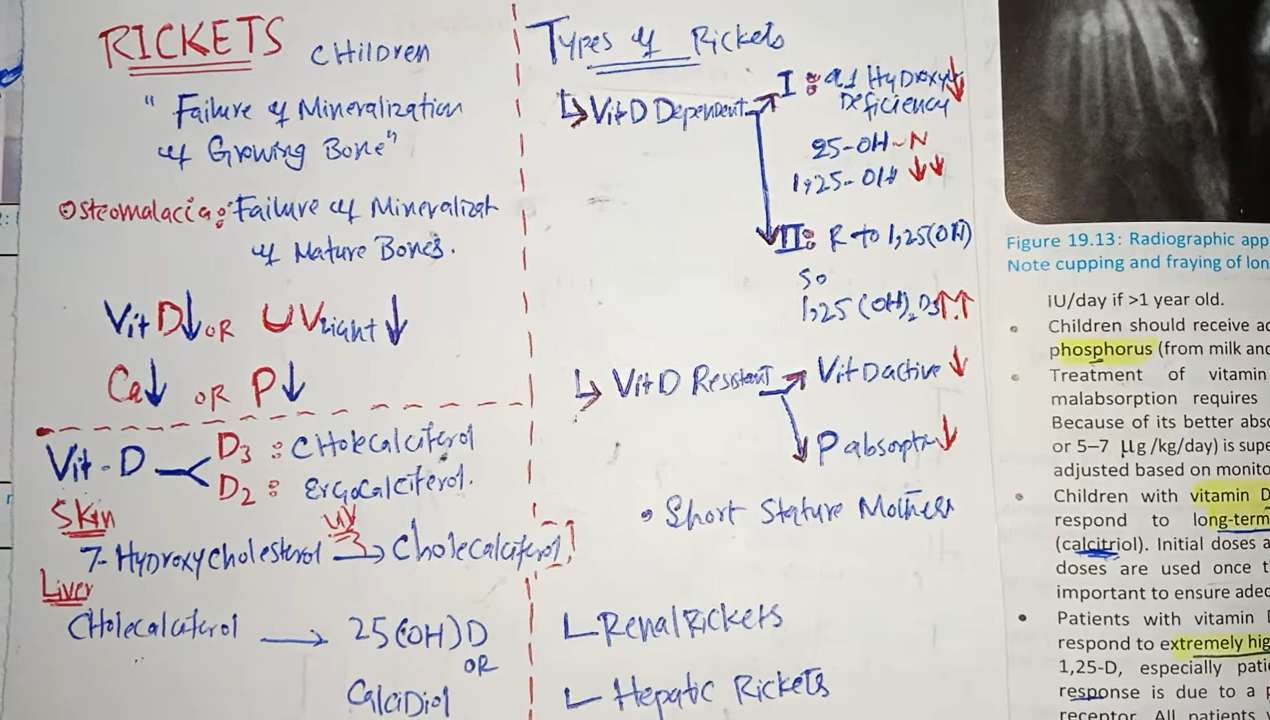 RICKETS CHildren
"Failure of Mineralization
of Growing Bone"
Osteomalacia: Failure of Mineralizat
of Mature Bones.
Vit D↓ OR UV Light ↓
Ca↓ OR P↓
Vit-D
D3 : CHolecalciferol
D2 : ErgoCalciferol.
Skin
UV
7-Hydroxycholesterol → Cholecalciferol
Liver
CHolecalciferol → 25(OH)D
OR
CalciDiol
Types of Rickets
↳ Vit D Dependent
I : α1 HyDroxy↓
Deficiency
25-OH-N
1,25-OH ↓↓
II : R to 1,25(OH)
So
1,25(OH)2D3↑↑
↳ Vit D Resistant → Vit D active ↓
P absorptn↓
• Short Stature Mothers
Renal Rickets
Hepatic Rickets
Figure 19.13: Radiographic app
Note cupping and fraying of lon
IU/day if >1 year old.
• Children should receive ad
phosphorus (from milk and
• Treatment of vitamin
malabsorption requires
Because of its better abso
or 5–7 µg/kg/day) is supe
adjusted based on monito
• Children with vitamin D
respond to long-term
(calcitriol). Initial doses a
doses are used once t
important to ensure adeq
• Patients with vitamin D
respond to extremely hig
1,25-D, especially pati
response is due to a p
receptor. All patients